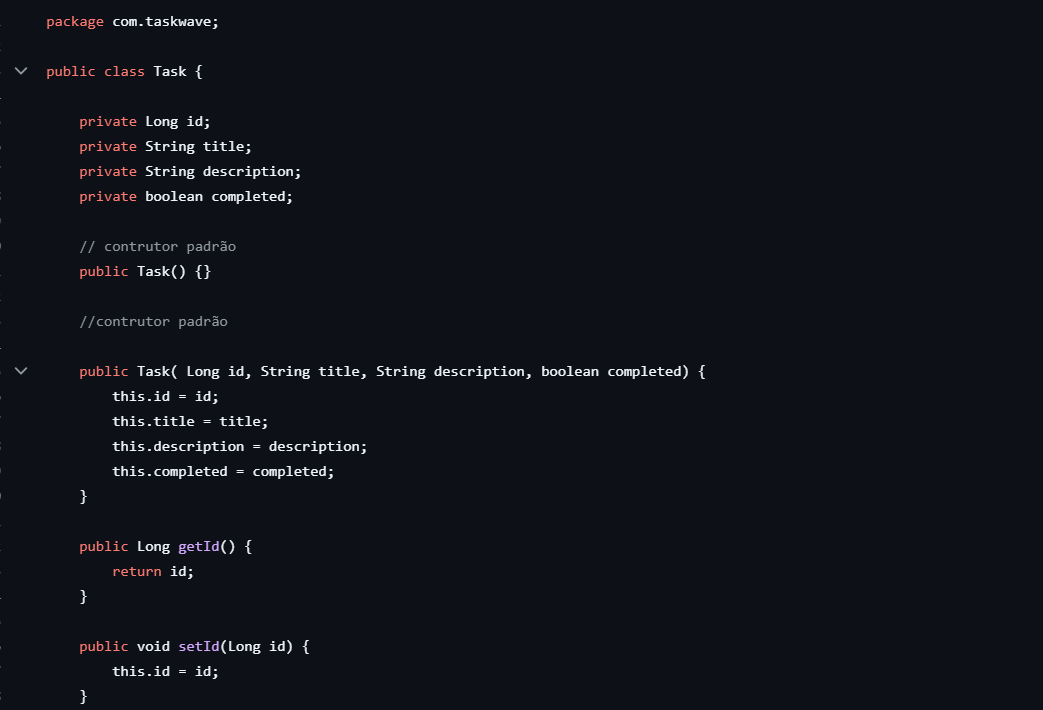 package com.taskwave;
public class Task {
private Long id;
private String title;
private String description;
private boolean completed;
// contrutor padrão
public Task() {}
//contrutor padrão
public Task( Long id, String title, String description, boolean completed) {
this.id = id;
this.title = title;
this.description = description;
this.completed = completed;
}
public Long getId() {
return id;
}
public void setId(Long id) {
this.id = id;
}